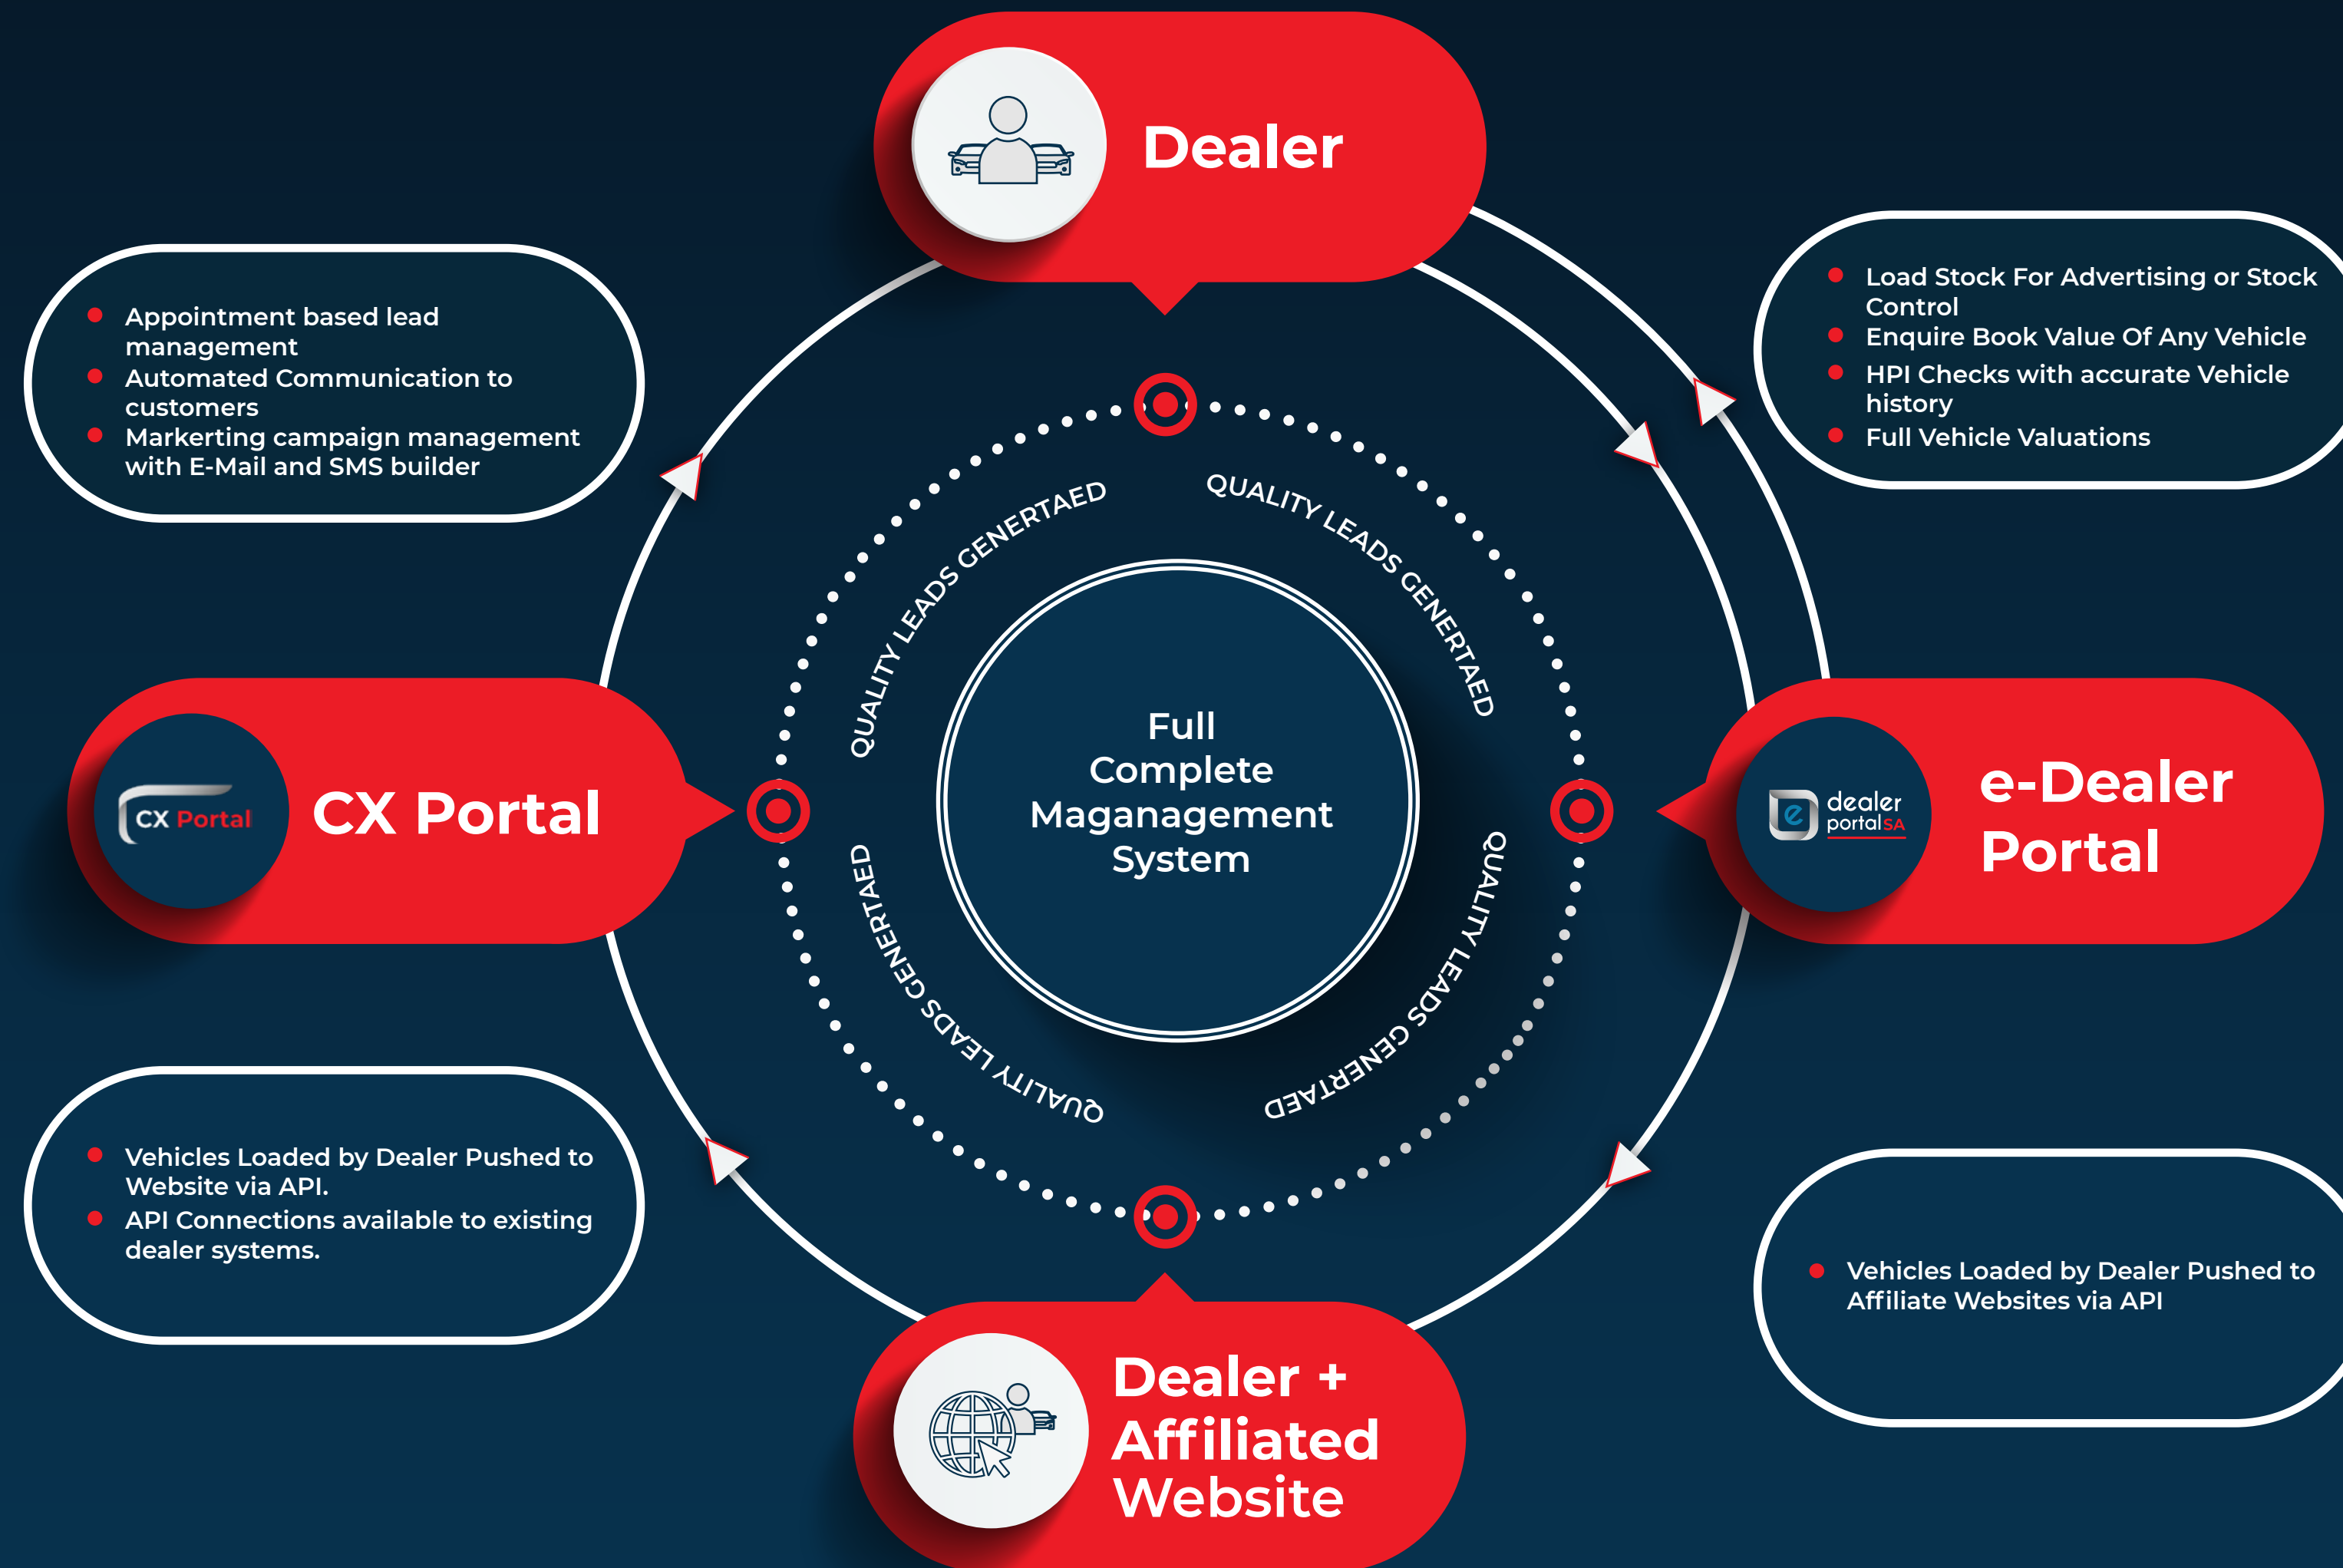 Dealer
Appointment based lead
management
Automated Communication to
customers
Markerting campaign management
with E-Mail and SMS builder
Load Stock For Advertising or Stock
Control
Enquire Book Value Of Any Vehicle
HPI Checks with accurate Vehicle
history
Full Vehicle Valuations
QUALITY LEADS GENERTAED
QUALITY LEADS GENERTAED
CX Portal
CX Portal
Full
Complete
Maganagement
System
e
dealer
portalSA
e-Dealer
Portal
QUALITY LEADS GENERTAED
QUALITY LEADS GENERTAED
Vehicles Loaded by Dealer Pushed to
Website via API.
API Connections available to existing
dealer systems.
Vehicles Loaded by Dealer Pushed to
Affiliate Websites via API
Dealer +
Affiliated
Website